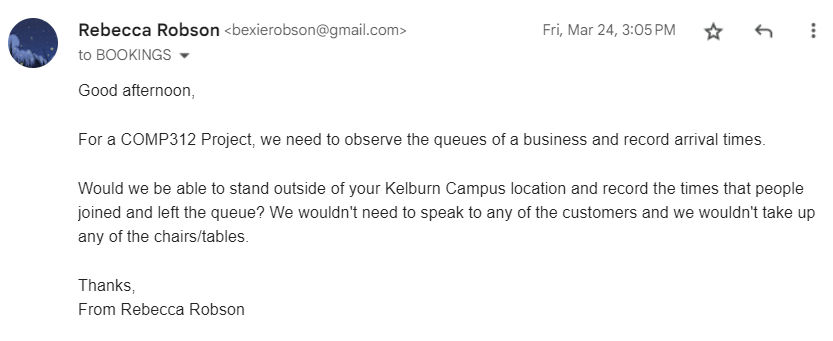 Rebecca Robson <bexierobson@gmail.com> Fri, Mar 24, 3:05 PM
to BOOKINGS
Good afternoon,
For a COMP312 Project, we need to observe the queues of a business and record arrival times.
Would we be able to stand outside of your Kelburn Campus location and record the times that people
joined and left the queue? We wouldn't need to speak to any of the customers and we wouldn't take up
any of the chairs/tables.
Thanks,
From Rebecca Robson